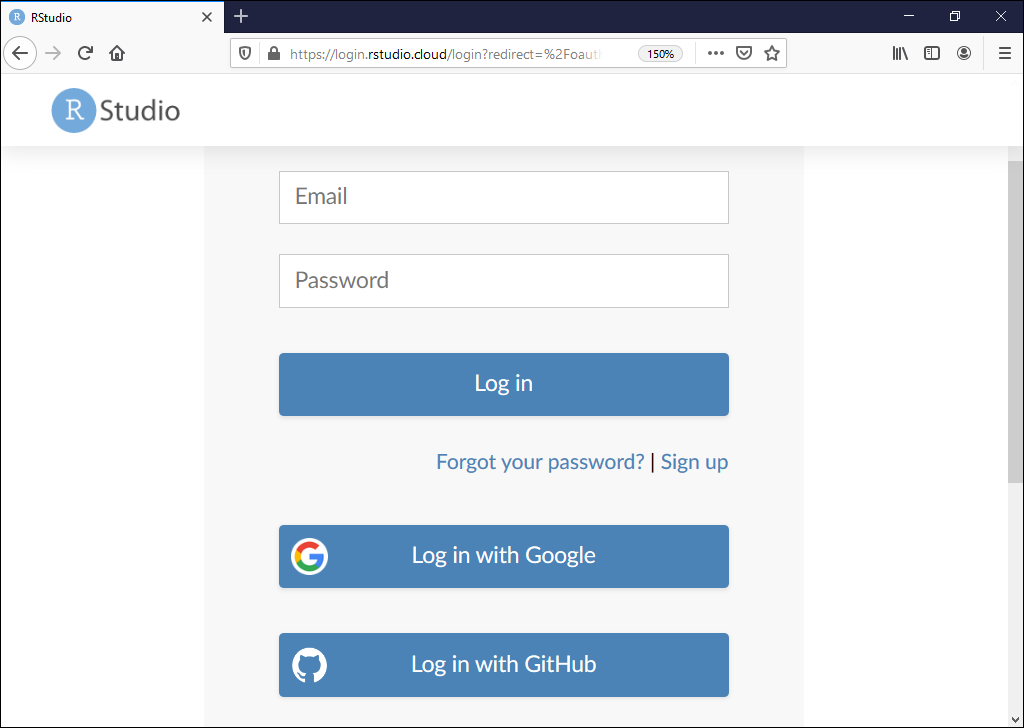 R RStudio
https://login.rstudio.cloud/login?redirect=%2Foaut
150%
R Studio
Email
Password
Log in
Forgot your password? | Sign up
G Log in with Google
Log in with GitHub